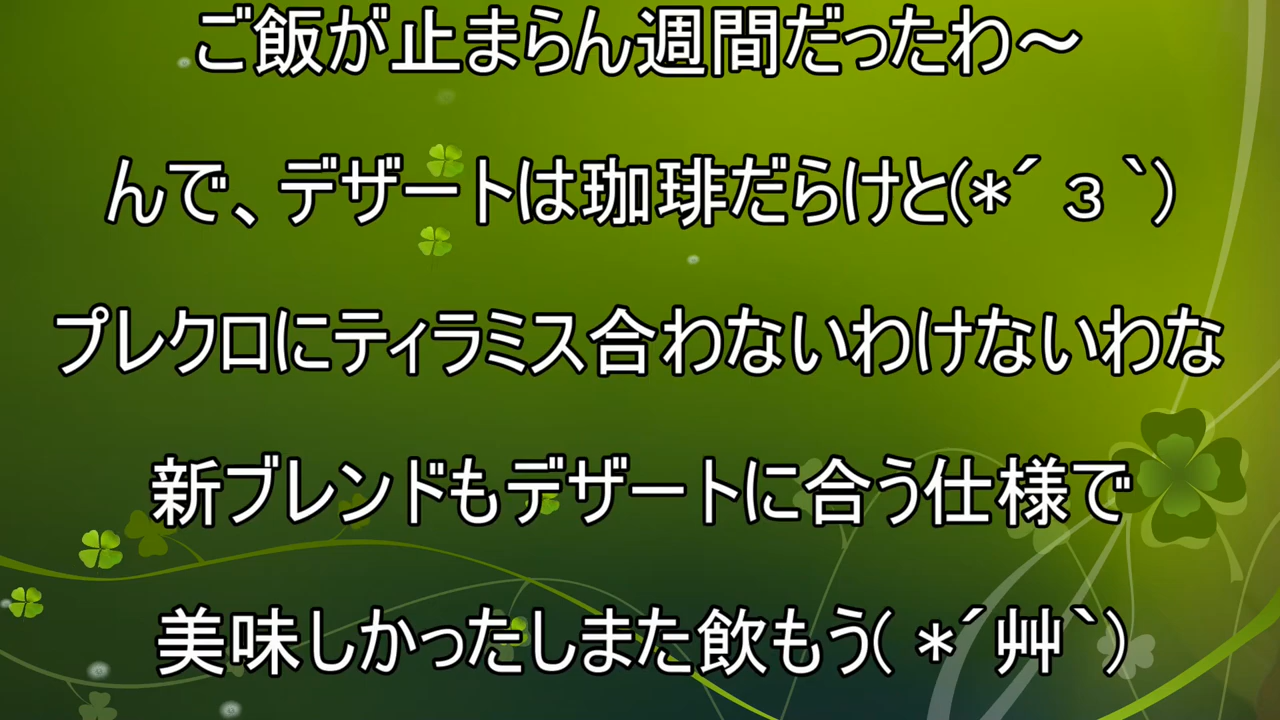 ご飯が止まらん週間だったわ～
んで、デザートは珈琲だらけと(*´з｀)
プレクロにティラミス合わないわけないわな
新ブレンドもデザートに合う仕様で
美味しかったしまた飲もう( *´艸｀)